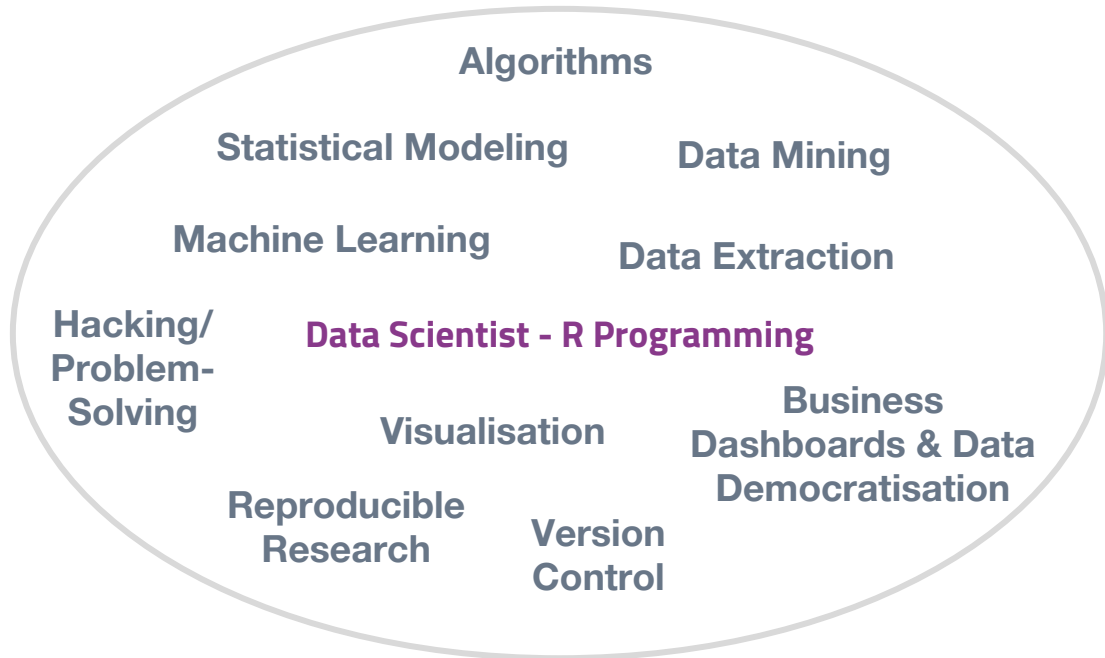 Algorithms
Statistical Modeling
Data Mining
Machine Learning
Data Extraction
Hacking/
Problem-
Solving
Data Scientist - R Programming
Visualisation
Business
Dashboards & Data
Democratisation
Reproducible
Research
Version
Control